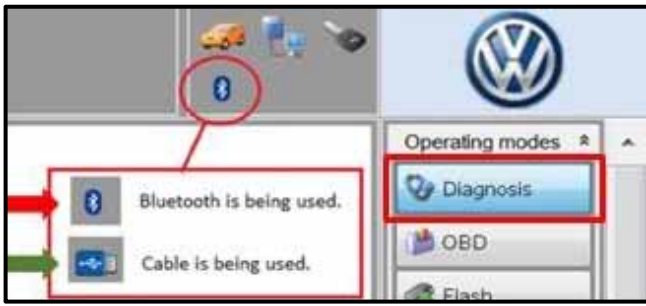 Operating modes
Diagnosis
Bluetooth is being used.
OBD
Cable is being used.
Flash